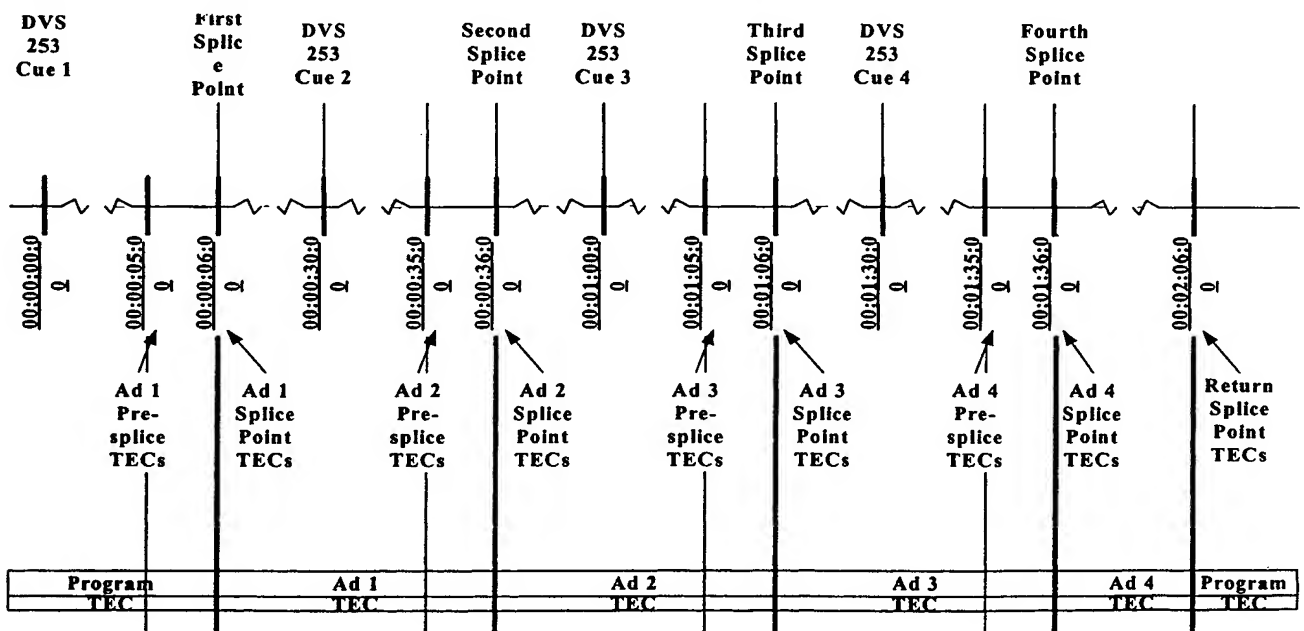 DVS
253
Cue 1
First
Splic
e
Point
DVS
253
Cue 2
Second
Splice
Point
DVS
253
Cue 3
Third
Splice
Point
DVS
253
Cue 4
Fourth
Splice
Point
00:00:00:0
0
00:00:05:0
0
00:00:06:0
0
00:00:30:0
0
00:00:35:0
0
00:00:36:0
0
00:01:00:0
0
00:01:05:0
0
00:01:06:0
0
00:01:30:0
0
00:01:35:0
0
00:01:36:0
0
00:02:06:0
0
Ad 1
Pre-
splice
TECs
Ad 1
Splice
Point
TECs
Ad 2
Pre-
splice
TECs
Ad 2
Splice
Point
TECs
Ad 3
Pre-
splice
TECs
Ad 3
Splice
Point
TECs
Ad 4
Pre-
splice
TECs
Ad 4
Splice
Point
TECs
Return
Splice
Point
TECs
Program Ad 1 Ad 2 Ad 3 Ad 4 Program
TEC TEC TEC TEC TEC TEC